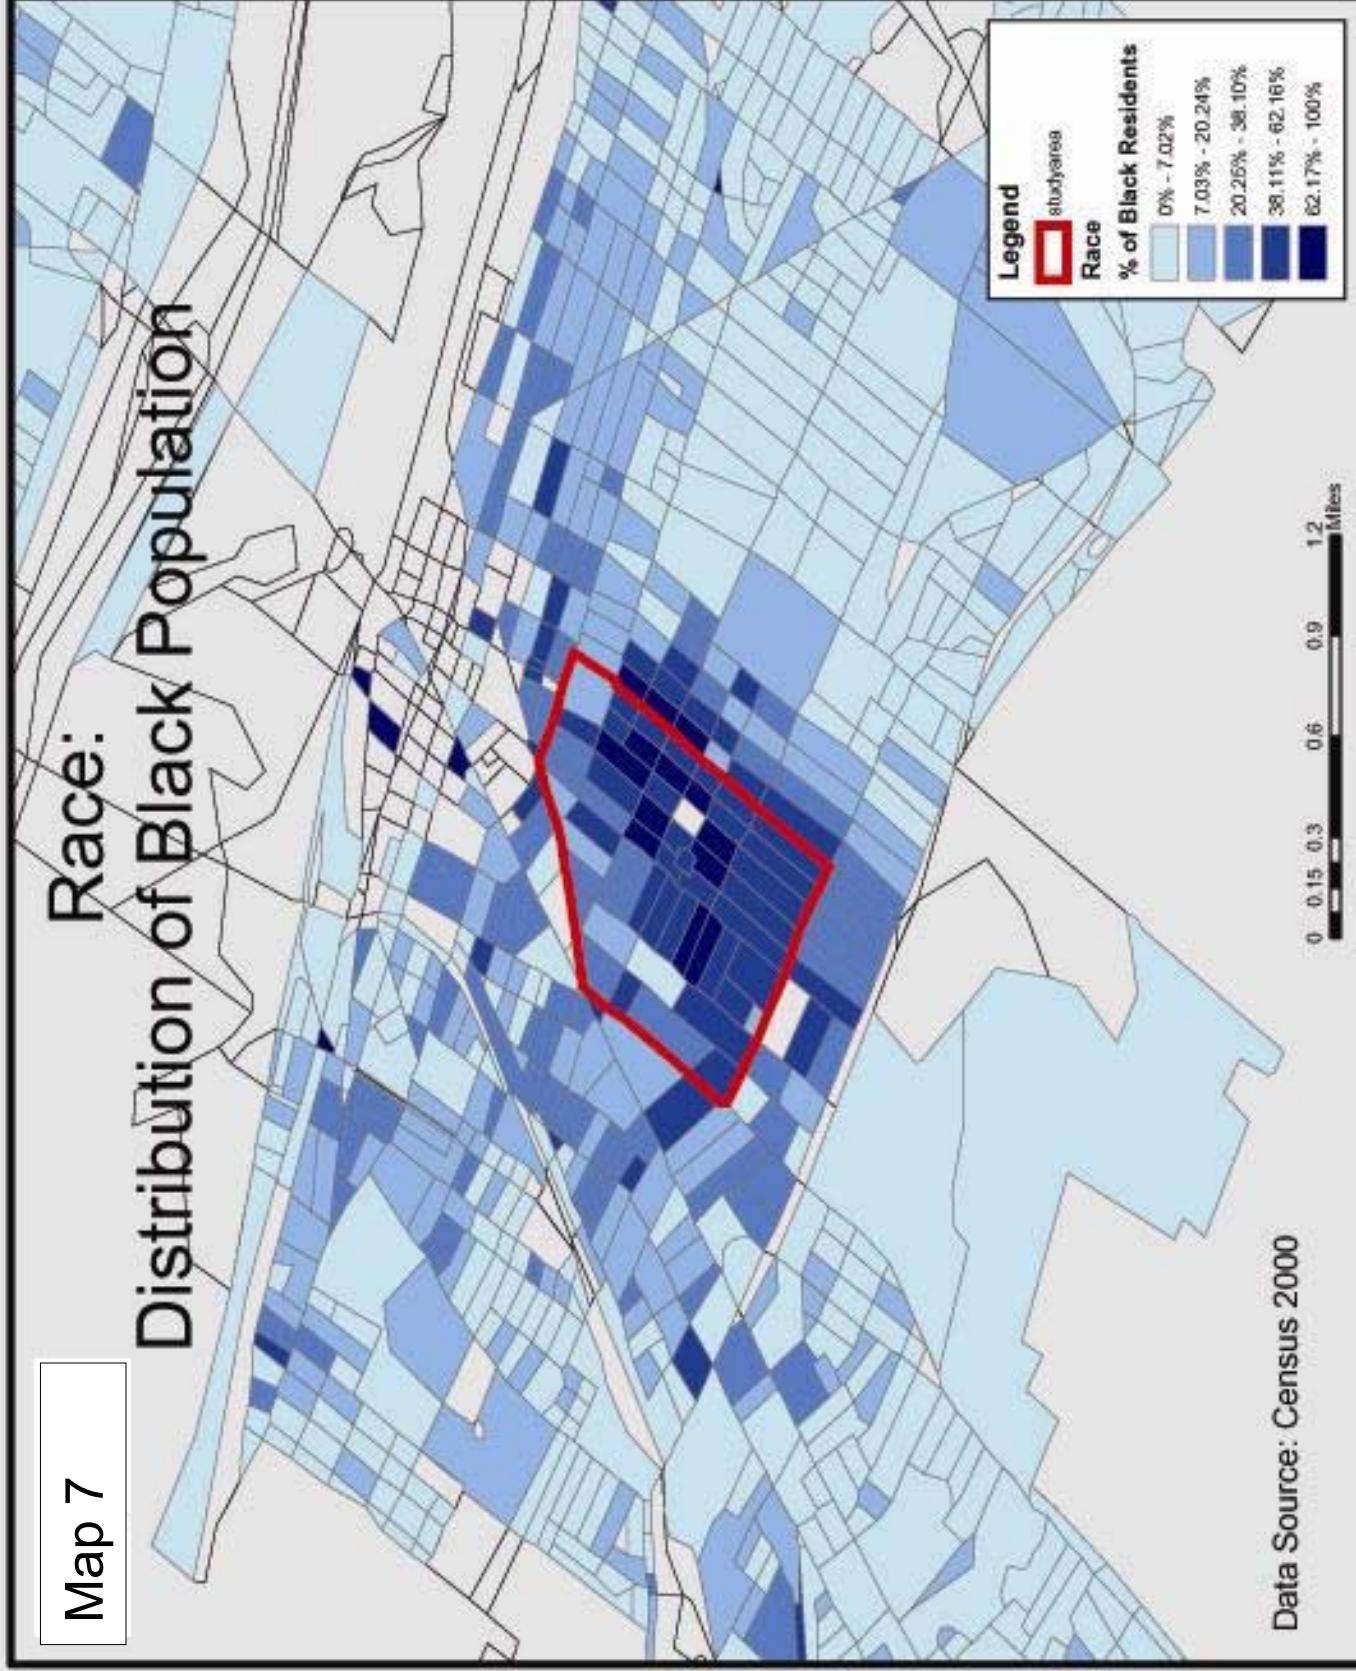 Map 7
Race:
Distribution of Black Population
Legend
studyarea
Race
% of Black Residents
0% - 7.02%
7.03% - 20.24%
20.25% - 38.10%
38.11% - 62.16%
62.17% - 100%
0 0.15 0.3 0.6 0.9 1.2
Miles
Data Source: Census 2000